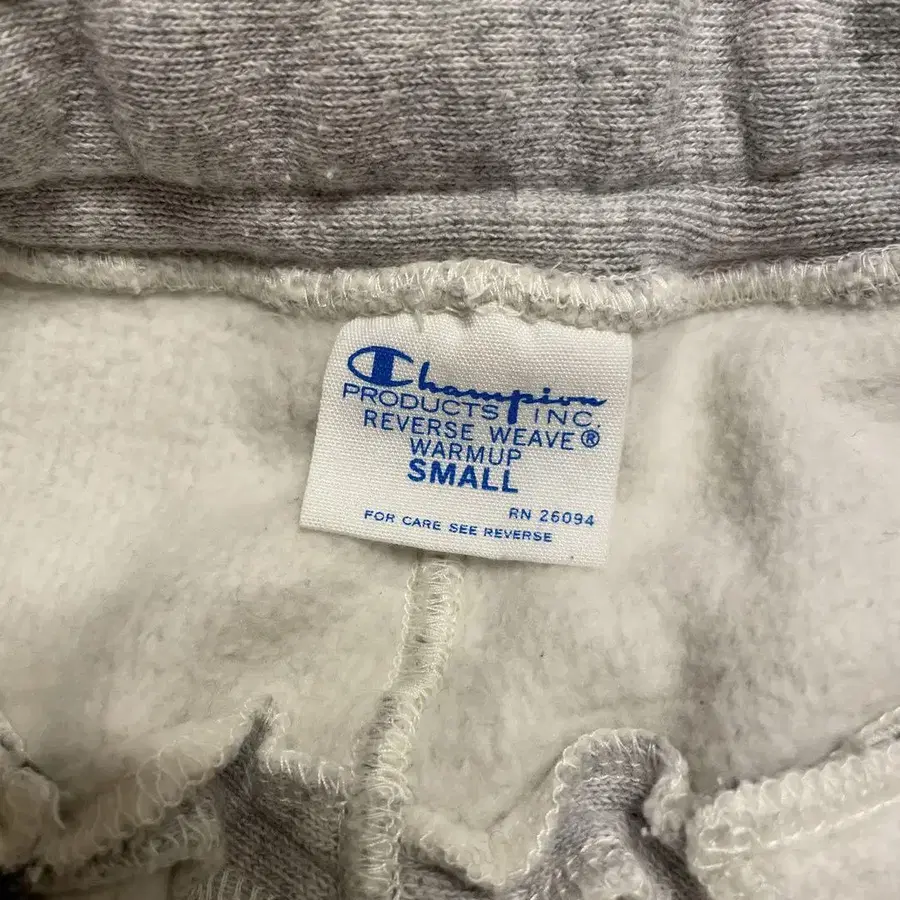 Champion
PRODUCTS INC.
REVERSE WEAVE®
WARMUP
SMALL
RN 26094
FOR CARE SEE REVERSE